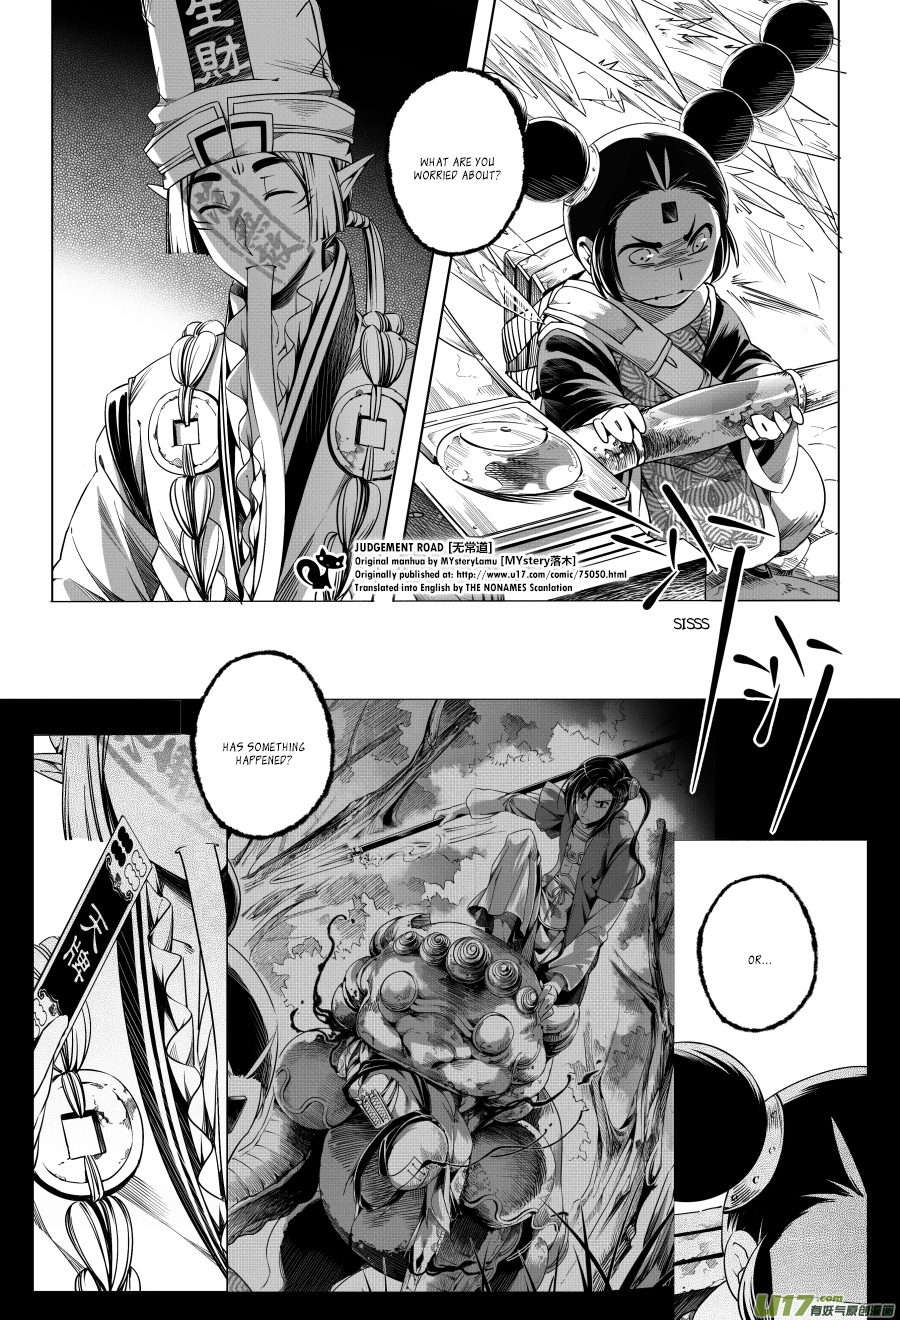 生財
WHAT ARE YOU
WORRIED ABOUT?
JUDGEMENT ROAD [无常道]
Original manhua by MYsteryLamu [MYstery落木]
Originally published at: http://www.u17.com/comic/75050.html
Translated into English by THE NONAMES Scanlation
SISSS
HAS SOMETHING
HAPPENED?
天牌
OR...
U17.com
有妖气原创漫画